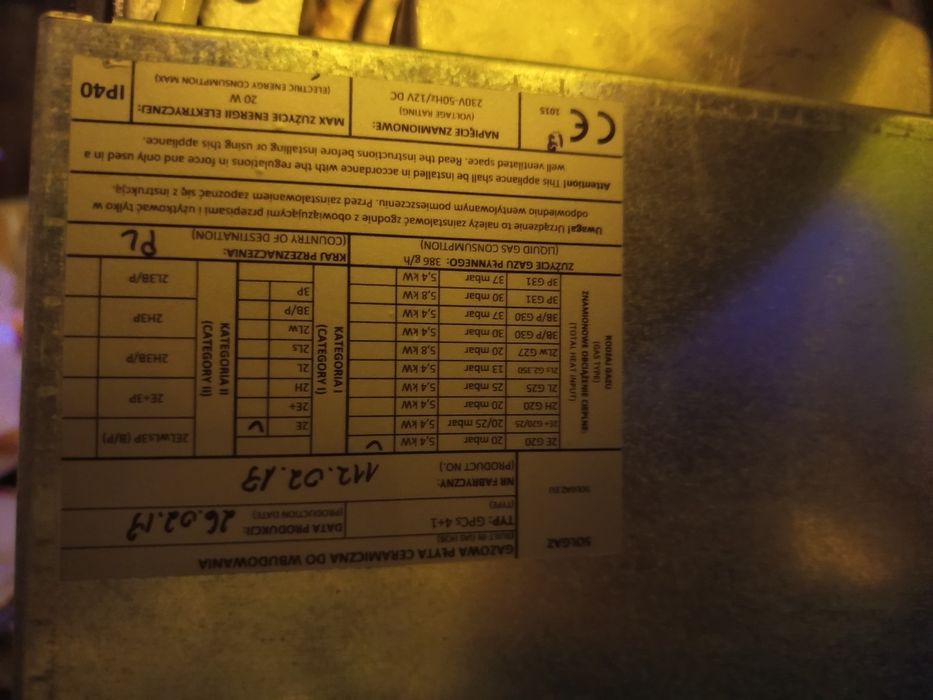 GAZOWA PŁYTA CERAMICZNA DO WBUDOWANIA
(BUILT IN GAS HOB)
SOLGAZ
SOLGAZ.EU
TYP: GPCs 4+1
(TYPE)
DATA PRODUKCJI: 26.02.17
(PRODUCTION DATE)
NR FABRYCZNY: 112.02.17
(PRODUCT NO.)
RODZAJ GAZU
(GAS TYPE)
ZNAMIONOWE OBCIĄŻENIE CIEPLNE:
(TOTAL HEAT INPUT)
2E G20 20 mbar 5,4 kW ✓
2E+ G20/25 20/25 mbar 5,4 kW
2H G20 20 mbar 5,4 kW
2L G25 25 mbar 5,4 kW
2Ls GZ.350 13 mbar 5,4 kW
2Lw G27 20 mbar 5,8 kW
3B/P G30 30 mbar 5,4 kW
3B/P G30 37 mbar 5,4 kW
3P G31 30 mbar 5,8 kW
3P G31 37 mbar 5,4 kW
KATEGORIA I
(CATEGORY I)
2E ✓
2E+
2H
2L
2Ls
2Lw
3B/P
3P
KATEGORIA II
(CATEGORY II)
2ELwLs3P (B/P)
2E+3P
2H3B/P
2H3P
2L3B/P
ZUŻYCIE GAZU PŁYNNEGO: 386 g/h
(LIQUID GAS CONSUMPTION)
KRAJ PRZEZNACZENIA: PL
(COUNTRY OF DESTINATION)
Uwaga! Urządzenie to należy zainstalować zgodnie z obowiązującymi przepisami i użytkować tylko w
odpowiednio wentylowanym pomieszczeniu. Przed zainstalowaniem zapoznać się z instrukcją.
Attention! This appliance shall be installed in accordance with the regulations in force and only used in a
well ventilated space. Read the instructions before installing or using this appliance.
CE 17
1015
NAPIĘCIE ZNAMIONOWE:
(VOLTAGE RATING)
230V-50Hz/12V DC
MAX ZUŻYCIE ENERGII ELEKTRYCZNEJ:
20 W
(ELECTRIC ENERGY CONSUMPTION MAX)
IP40